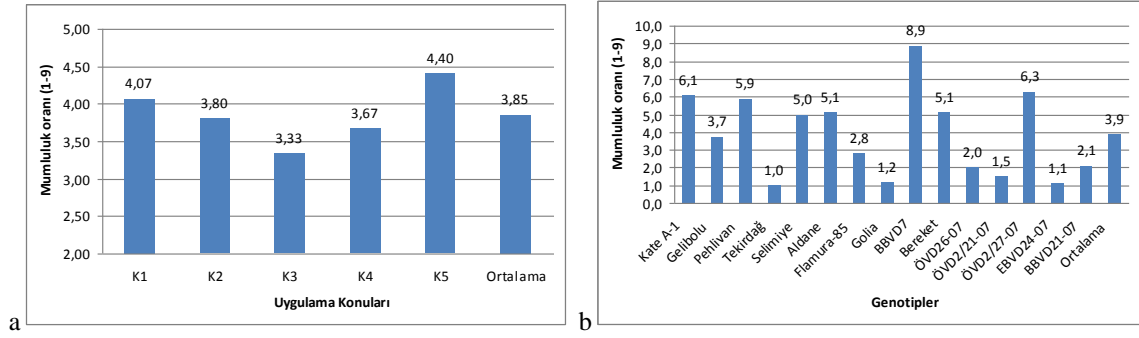 Mumluluk oranı (1-9)
5,00
4,50
4,00
3,50
3,00
2,50
2,00
4,07
3,80
3,33
3,67
4,40
3,85
K1 K2 K3 K4 K5 Ortalama
Uygulama Konuları
a
Mumluluk oranı (1-9)
10,0
9,0
8,0
7,0
6,0
5,0
4,0
3,0
2,0
1,0
0,0
6,1
3,7
5,9
1,0
5,0
5,1
2,8
1,2
8,9
5,1
2,0
1,5
6,3
1,1
2,1
3,9
Kate A-1
Gelibolu
Pehlivan
Tekirdağ
Selimiye
Aldane
Flamura-85
Golia
BBVD7
Bereket
ÖVD26-07
ÖVD2/21-07
ÖVD2/27-07
EBVD24-07
BBVD21-07
Ortalama
Genotipler
b